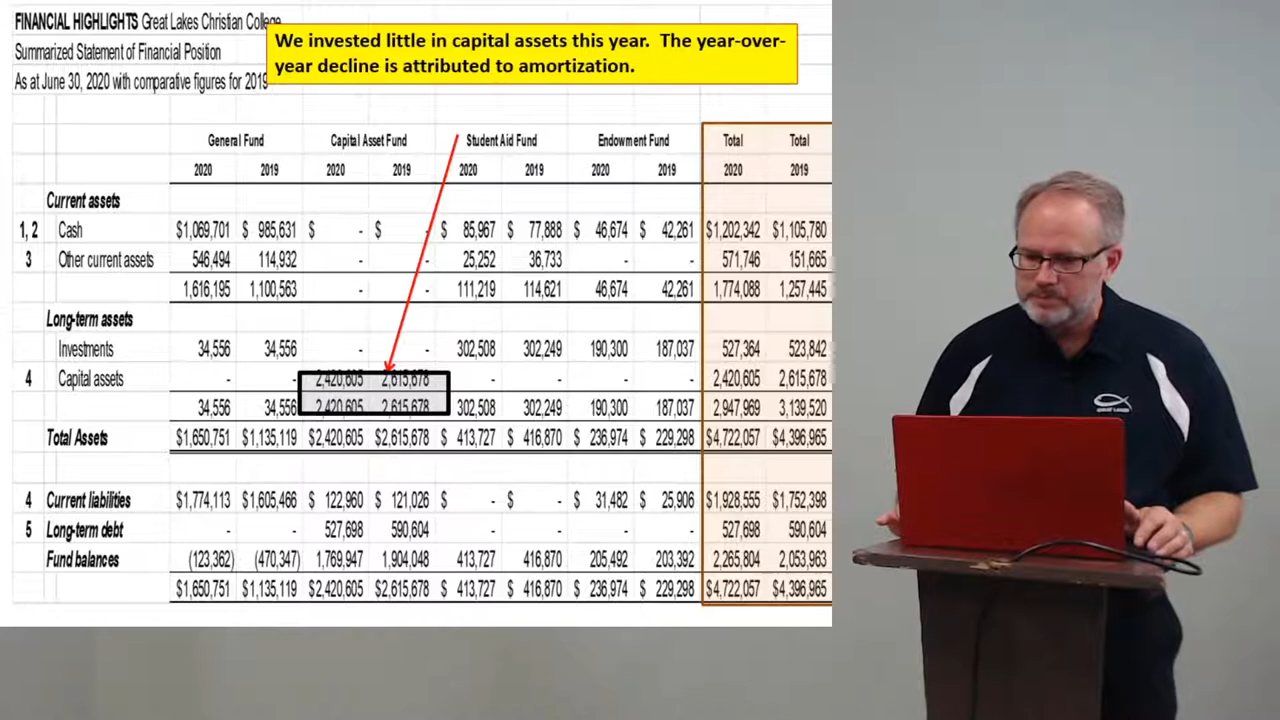 FINANCIAL HIGHLIGHTS Great Lakes Christian College
We invested little in capital assets this year. The year-over-
year decline is attributed to amortization.
Summarized Statement of Financial Position
As at June 30, 2020 with comparative figures for 2019
General Fund Capital Asset Fund Student Aid Fund Endowment Fund Total Total
2020 2019 2020 2019 2020 2019 2020 2019 2020 2019
Current assets
1, 2 Cash $1,069,701 $ 985,631 $ - $ - $ 85,967 $ 77,888 $ 46,674 $ 42,261 $1,202,342 $1,105,780
3 Other current assets 546,494 114,932 - - 25,252 36,733 - - 571,746 151,665
1,616,195 1,100,563 - - 111,219 114,621 46,674 42,261 1,774,088 1,257,445
Long-term assets
Investments 34,556 34,556 - - 302,508 302,249 190,300 187,037 527,364 523,842
4 Capital assets - - 2,420,605 2,615,678 - - - - 2,420,605 2,615,678
34,556 34,556 2,420,605 2,615,678 302,508 302,249 190,300 187,037 2,947,969 3,139,520
Total Assets $1,650,751 $1,135,119 $2,420,605 $2,615,678 $ 413,727 $ 416,870 $ 236,974 $ 229,298 $4,722,057 $4,396,965
4 Current liabilities $1,774,113 $1,605,466 $ 122,960 $ 121,026 $ - $ - $ 31,482 $ 25,906 $1,928,555 $1,752,398
5 Long-term debt - - 527,698 590,604 - - - - 527,698 590,604
Fund balances (123,362) (470,347) 1,769,947 1,904,048 413,727 416,870 205,492 203,392 2,265,804 2,053,963
$1,650,751 $1,135,119 $2,420,605 $2,615,678 $ 413,727 $ 416,870 $ 236,974 $ 229,298 $4,722,057 $4,396,965
GREAT LAKES